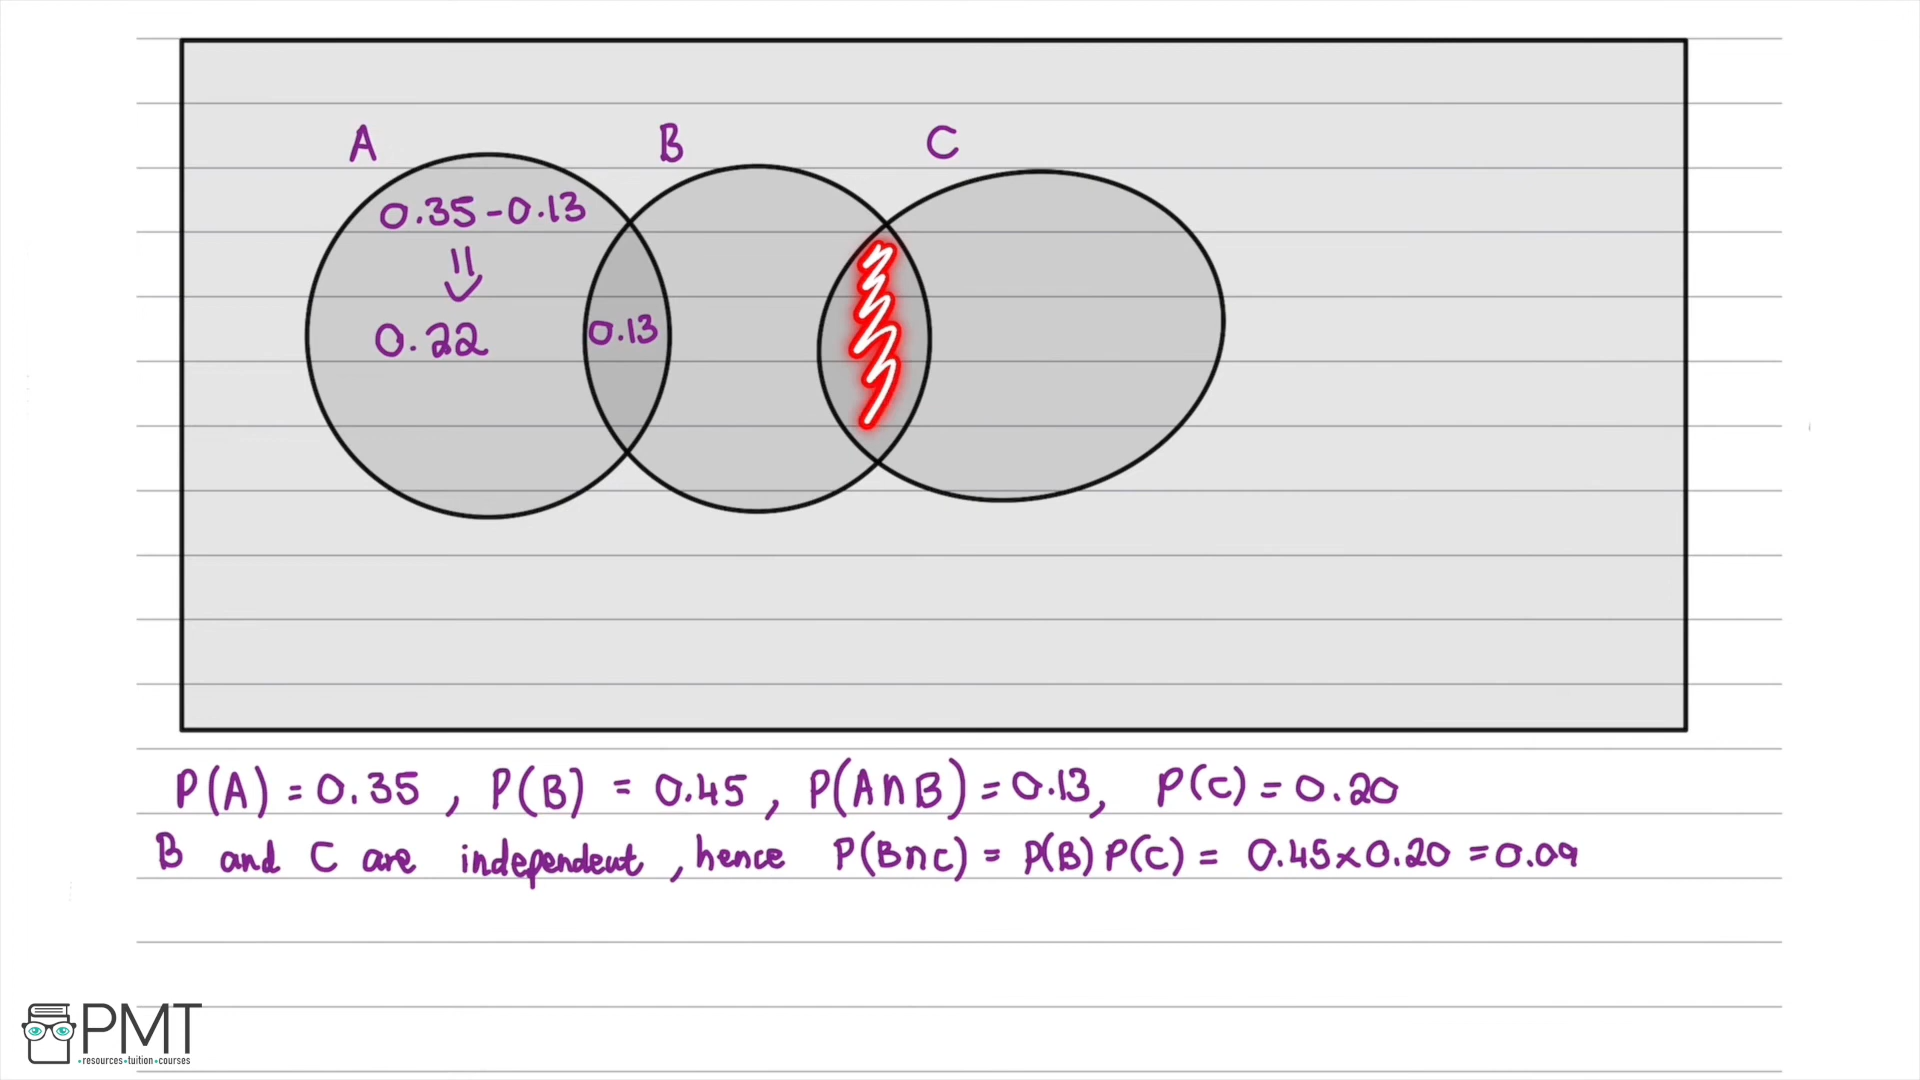 A B C
0.35-0.13
0.22 0.13
P(A) = 0.35 , P(B) = 0.45 , P(A∩B) = 0.13, P(C) = 0.20
B and C are independent , hence P(B∩C) = P(B) P(C) = 0.45×0.20 = 0.09
PMT
•resources•tuition•courses